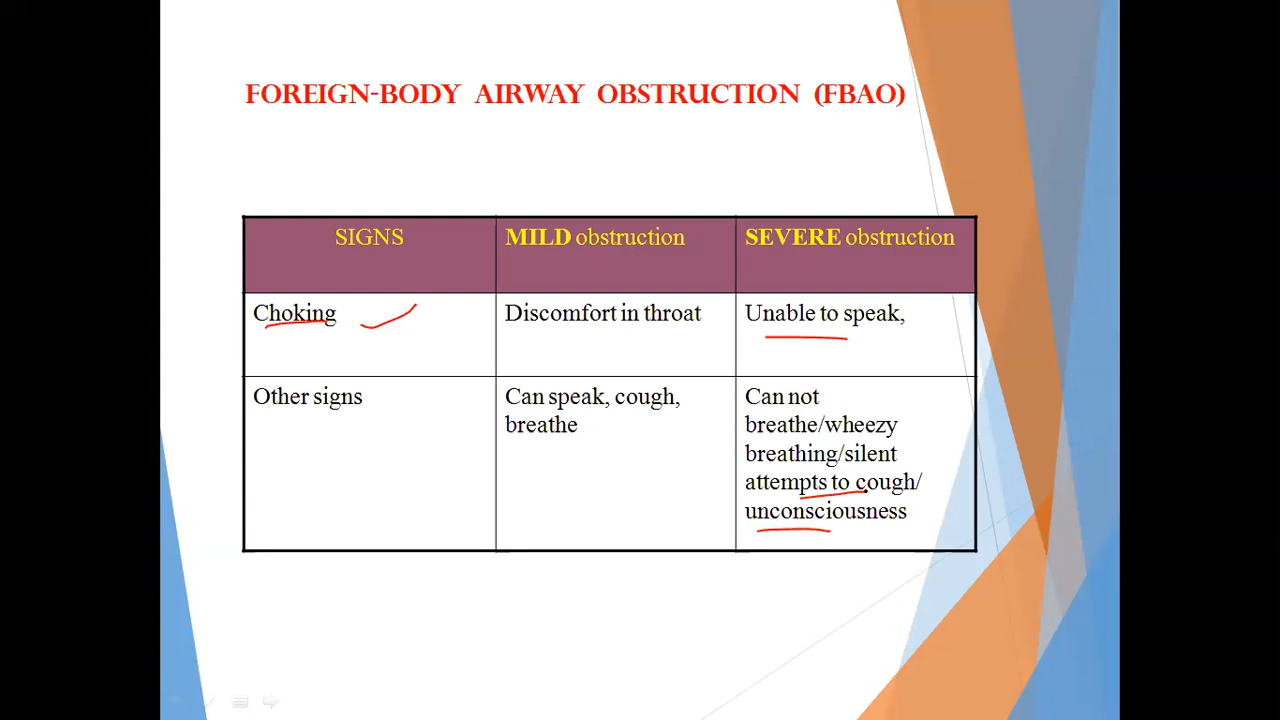 FOREIGN-BODY AIRWAY OBSTRUCTION (FBAO)
SIGNS
MILD obstruction
SEVERE obstruction
Choking
Discomfort in throat
Unable to speak,
Other signs
Can speak, cough,
breathe
Can not
breathe/wheezy
breathing/silent
attempts to cough/
unconsciousness